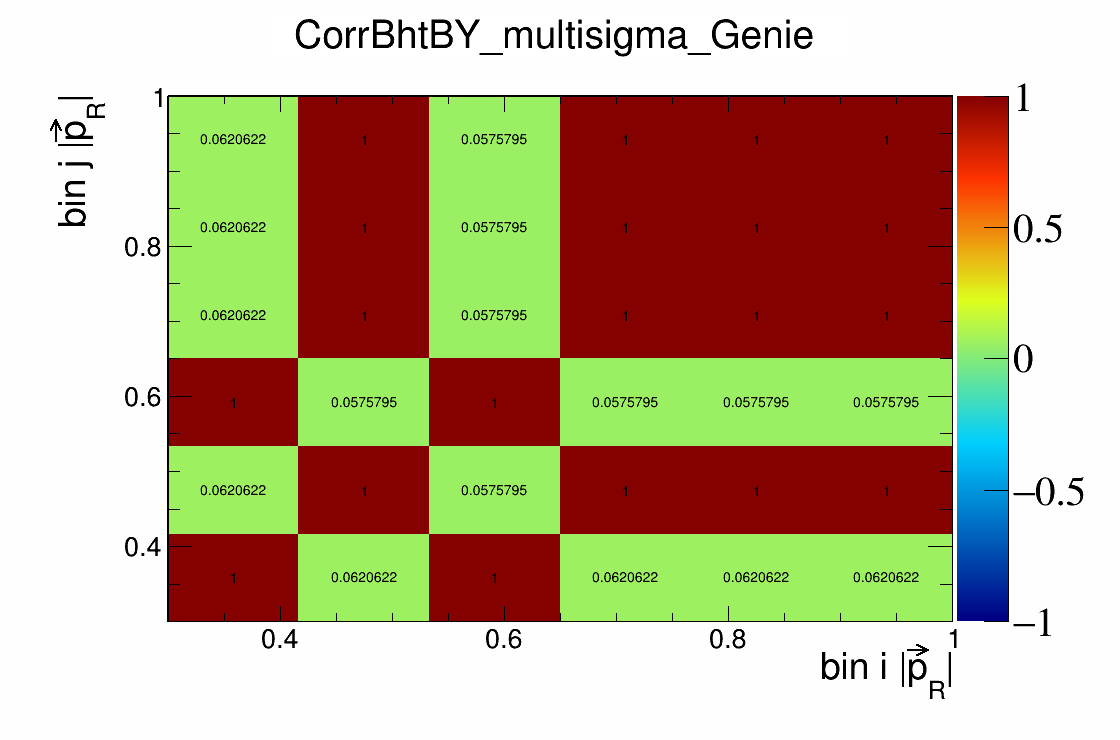 CorrBhtBY_multisigma_Genie
bin j |p⃗_R|
1
0.8
0.6
0.4
0.0620622 1 0.0575795 1 1 1
0.0620622 1 0.0575795 1 1 1
0.0620622 1 0.0575795 1 1 1
1 0.0575795 1 0.0575795 0.0575795 0.0575795
0.0620622 1 0.0575795 1 1 1
1 0.0620622 1 0.0620622 0.0620622 0.0620622
0.4 0.6 0.8 1
bin i |p⃗_R|
1
0.5
0
−0.5
−1